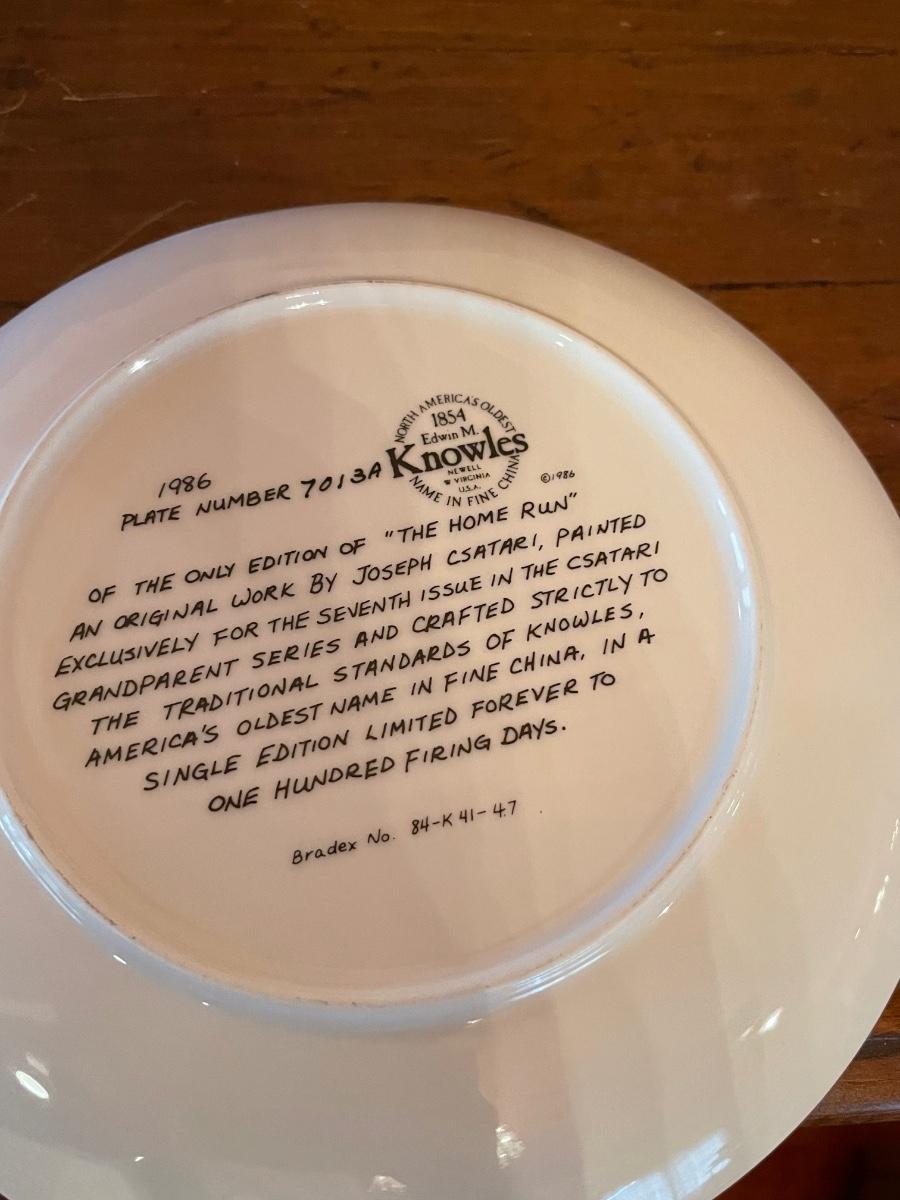 NORTH AMERICA'S OLDEST
1854
Edwin M.
Knowles
NEWELL
W VIRGINIA
U.S.A.
NAME IN FINE CHINA
©1986
1986
PLATE NUMBER 7013A
OF THE ONLY EDITION OF "THE HOME RUN"
AN ORIGINAL WORK BY JOSEPH CSATARI, PAINTED
EXCLUSIVELY FOR THE SEVENTH ISSUE IN THE CSATARI
GRANDPARENT SERIES AND CRAFTED STRICTLY TO
THE TRADITIONAL STANDARDS OF KNOWLES,
AMERICA'S OLDEST NAME IN FINE CHINA, IN A
SINGLE EDITION LIMITED FOREVER TO
ONE HUNDRED FIRING DAYS.
Bradex No. 84-K41-4.7